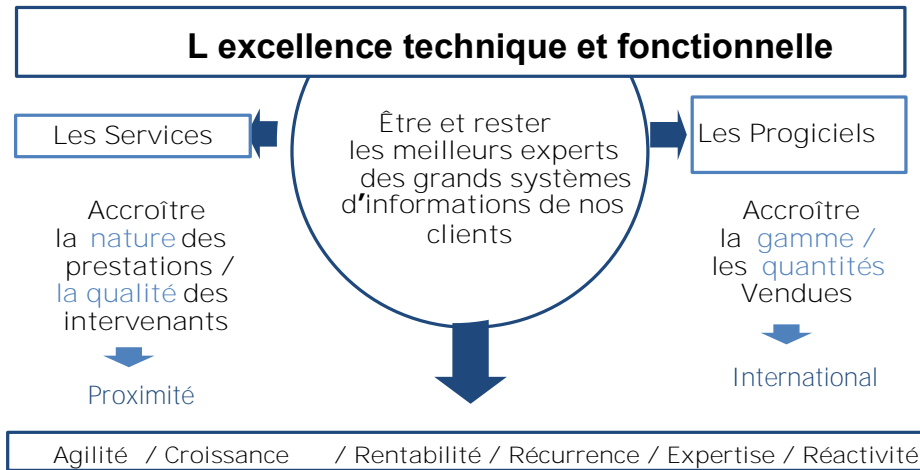 L excellence technique et fonctionnelle
Les Services
Être et rester
les meilleurs experts
des grands systèmes
d'informations de nos
clients
Les Progiciels
Accroître
la nature des
prestations /
la qualité des
intervenants
Proximité
Accroître
la gamme /
les quantités
Vendues
International
Agilité / Croissance / Rentabilité / Récurrence / Expertise / Réactivité